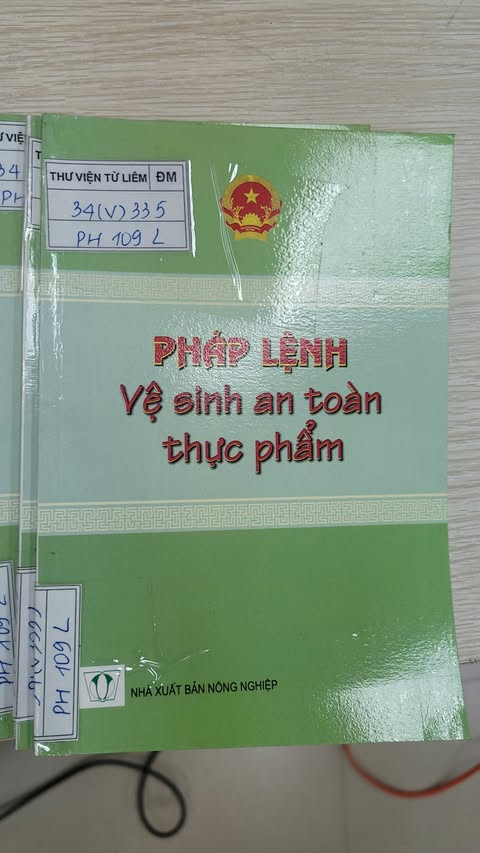 THƯ VIỆN TỪ LIÊM ĐM
34(V)335
PH 109 L
PHÁP LỆNH
Vệ sinh an toàn
thực phẩm
PH 109 L
NHÀ XUẤT BẢN NÔNG NGHIỆP